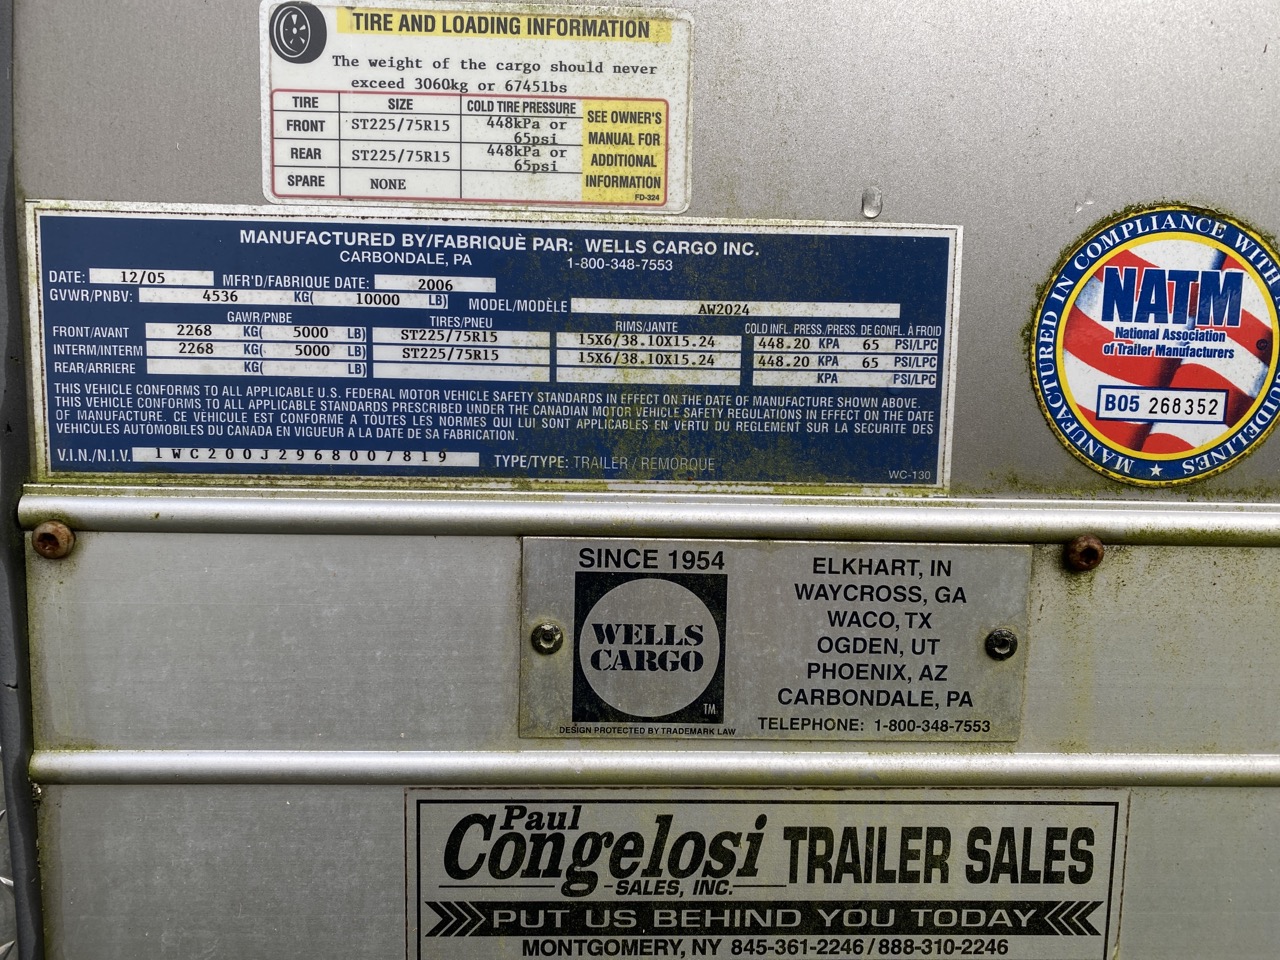 TIRE AND LOADING INFORMATION
The weight of the cargo should never
exceed 3060kg or 6745lbs
TIRE SIZE COLD TIRE PRESSURE
FRONT ST225/75R15 448kPa or 65psi
REAR ST225/75R15 448kPa or 65psi
SPARE NONE
SEE OWNER'S
MANUAL FOR
ADDITIONAL
INFORMATION
FD-324
MANUFACTURED BY/FABRIQUÈ PAR: WELLS CARGO INC.
CARBONDALE, PA 1-800-348-7553
DATE: 12/05 MFR'D/FABRIQUE DATE: 2006
GVWR/PNBV: 4536 KG( 10000 LB) MODEL/MODÈLE AW2024
GAWR/PNBE TIRES/PNEU RIMS/JANTE COLD INFL. PRESS./PRESS. DE GONFL. À FROID
FRONT/AVANT 2268 KG( 5000 LB) ST225/75R15 15X6/38.10X15.24 448.20 KPA 65 PSI/LPC
INTERM/INTERM 2268 KG( 5000 LB) ST225/75R15 15X6/38.10X15.24 448.20 KPA 65 PSI/LPC
REAR/ARRIERE KG( LB) KPA PSI/LPC
THIS VEHICLE CONFORMS TO ALL APPLICABLE U.S. FEDERAL MOTOR VEHICLE SAFETY STANDARDS IN EFFECT ON THE DATE OF MANUFACTURE SHOWN ABOVE.
THIS VEHICLE CONFORMS TO ALL APPLICABLE STANDARDS PRESCRIBED UNDER THE CANADIAN MOTOR VEHICLE SAFETY REGULATIONS IN EFFECT ON THE DATE
OF MANUFACTURE. CE VEHICULE EST CONFORME A TOUTES LES NORMES QUI LUI SONT APPLICABLES EN VERTU DU REGLEMENT SUR LA SECURITE DES
VEHICULES AUTOMOBILES DU CANADA EN VIGUEUR A LA DATE DE SA FABRICATION.
V.I.N./N.I.V. 1WC200J2968007819 TYPE/TYPE: TRAILER / REMORQUE
WC-130
MANUFACTURED IN COMPLIANCE WITH
GUIDELINES
NATM
National Association
of Trailer Manufacturers
B05 268352
★ NATM
SINCE 1954
WELLS
CARGO
TM
DESIGN PROTECTED BY TRADEMARK LAW
ELKHART, IN
WAYCROSS, GA
WACO, TX
OGDEN, UT
PHOENIX, AZ
CARBONDALE, PA
TELEPHONE: 1-800-348-7553
Paul
Congelosi TRAILER SALES
SALES, INC.
PUT US BEHIND YOU TODAY
MONTGOMERY, NY 845-361-2246 / 888-310-2246